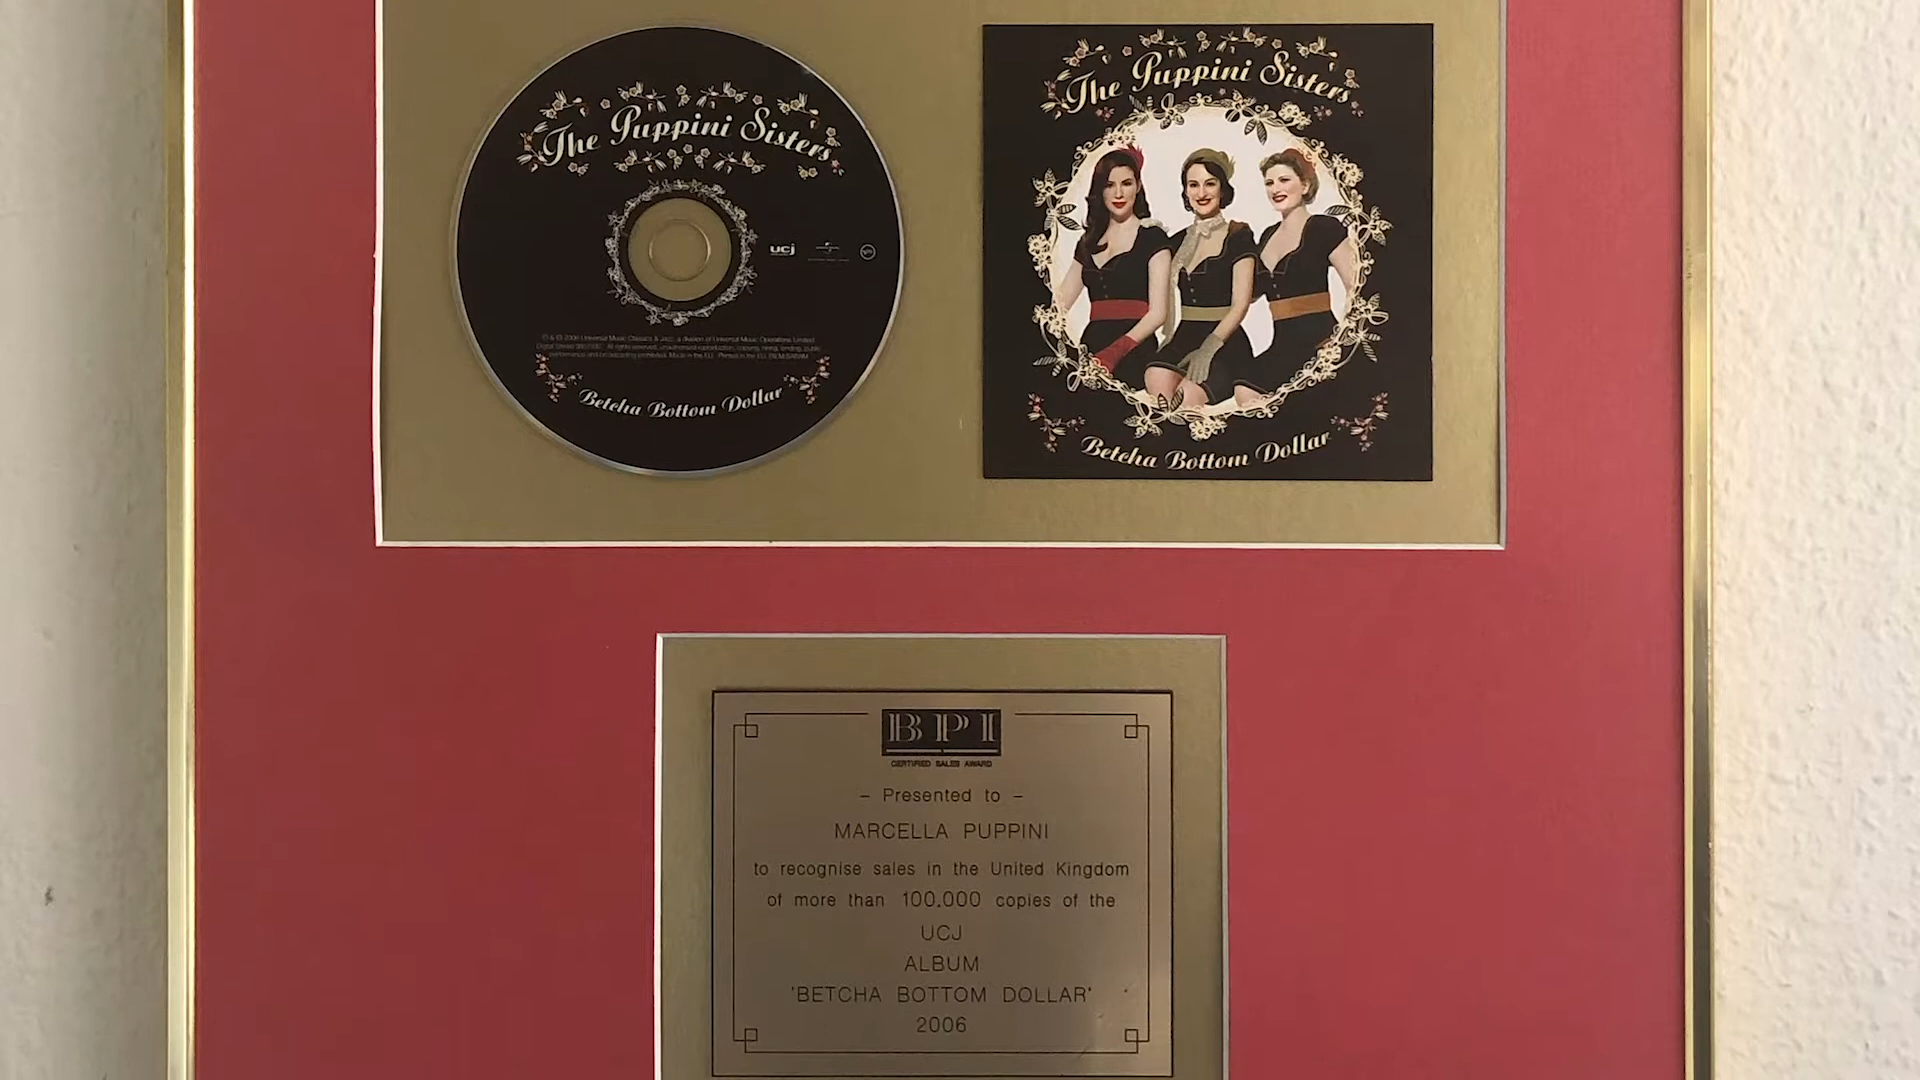 The Puppini Sisters
ucj
Betcha Bottom Dollar
The Puppini Sisters
Betcha Bottom Dollar
BPI
CERTIFIED SALES AWARD
– Presented to –
MARCELLA PUPPINI
to recognise sales in the United Kingdom
of more than 100,000 copies of the
UCJ
ALBUM
'BETCHA BOTTOM DOLLAR'
2006